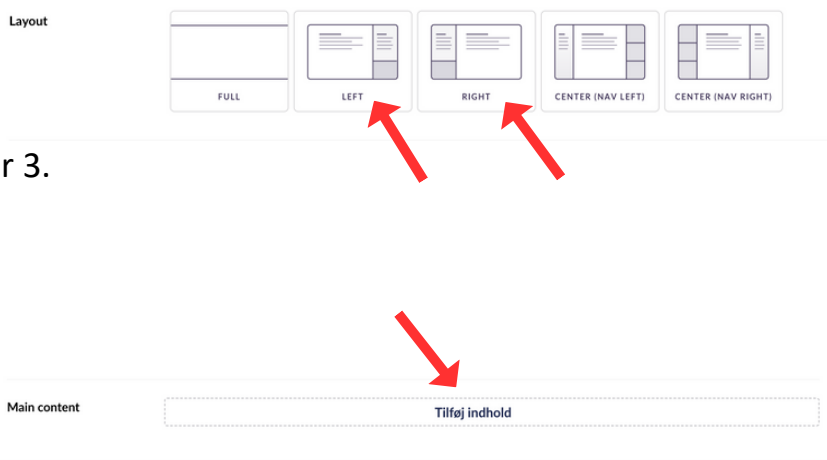 Layout
FULL
LEFT
RIGHT
CENTER (NAV LEFT)
CENTER (NAV RIGHT)
r 3.
Main content
Tilføj indhold